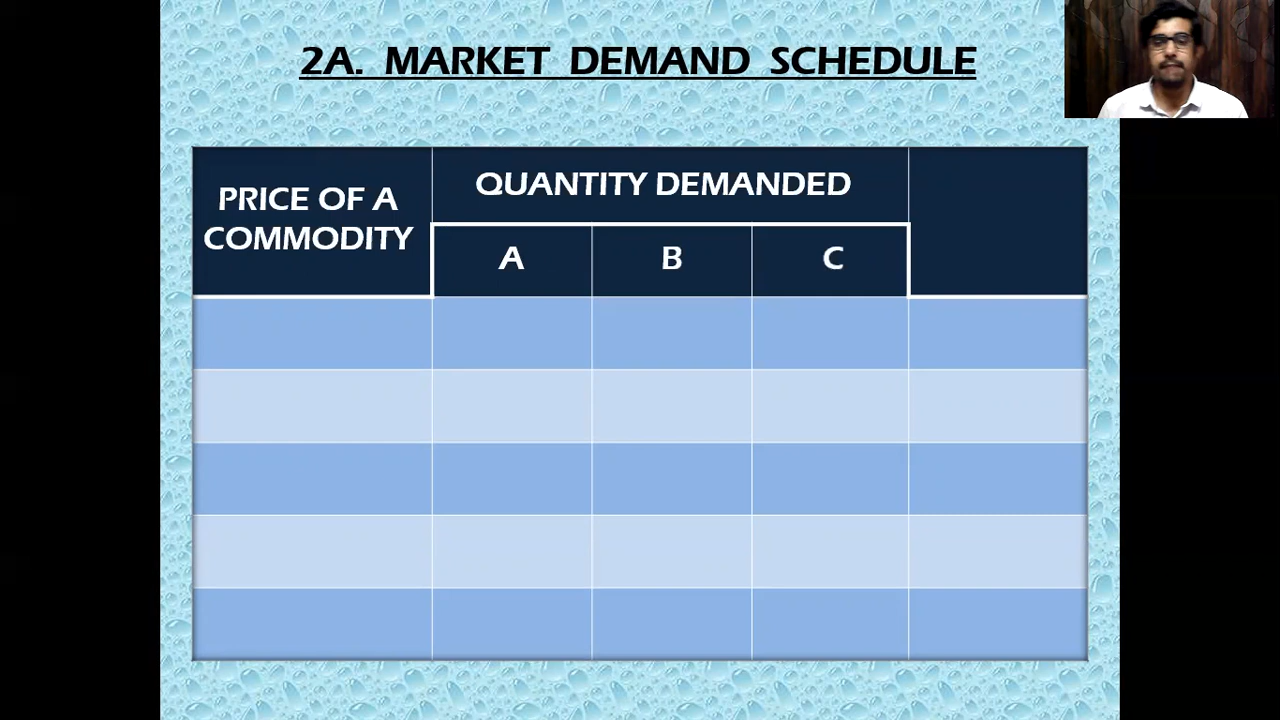 2A. MARKET DEMAND SCHEDULE
PRICE OF A
COMMODITY
QUANTITY DEMANDED
A
B
C